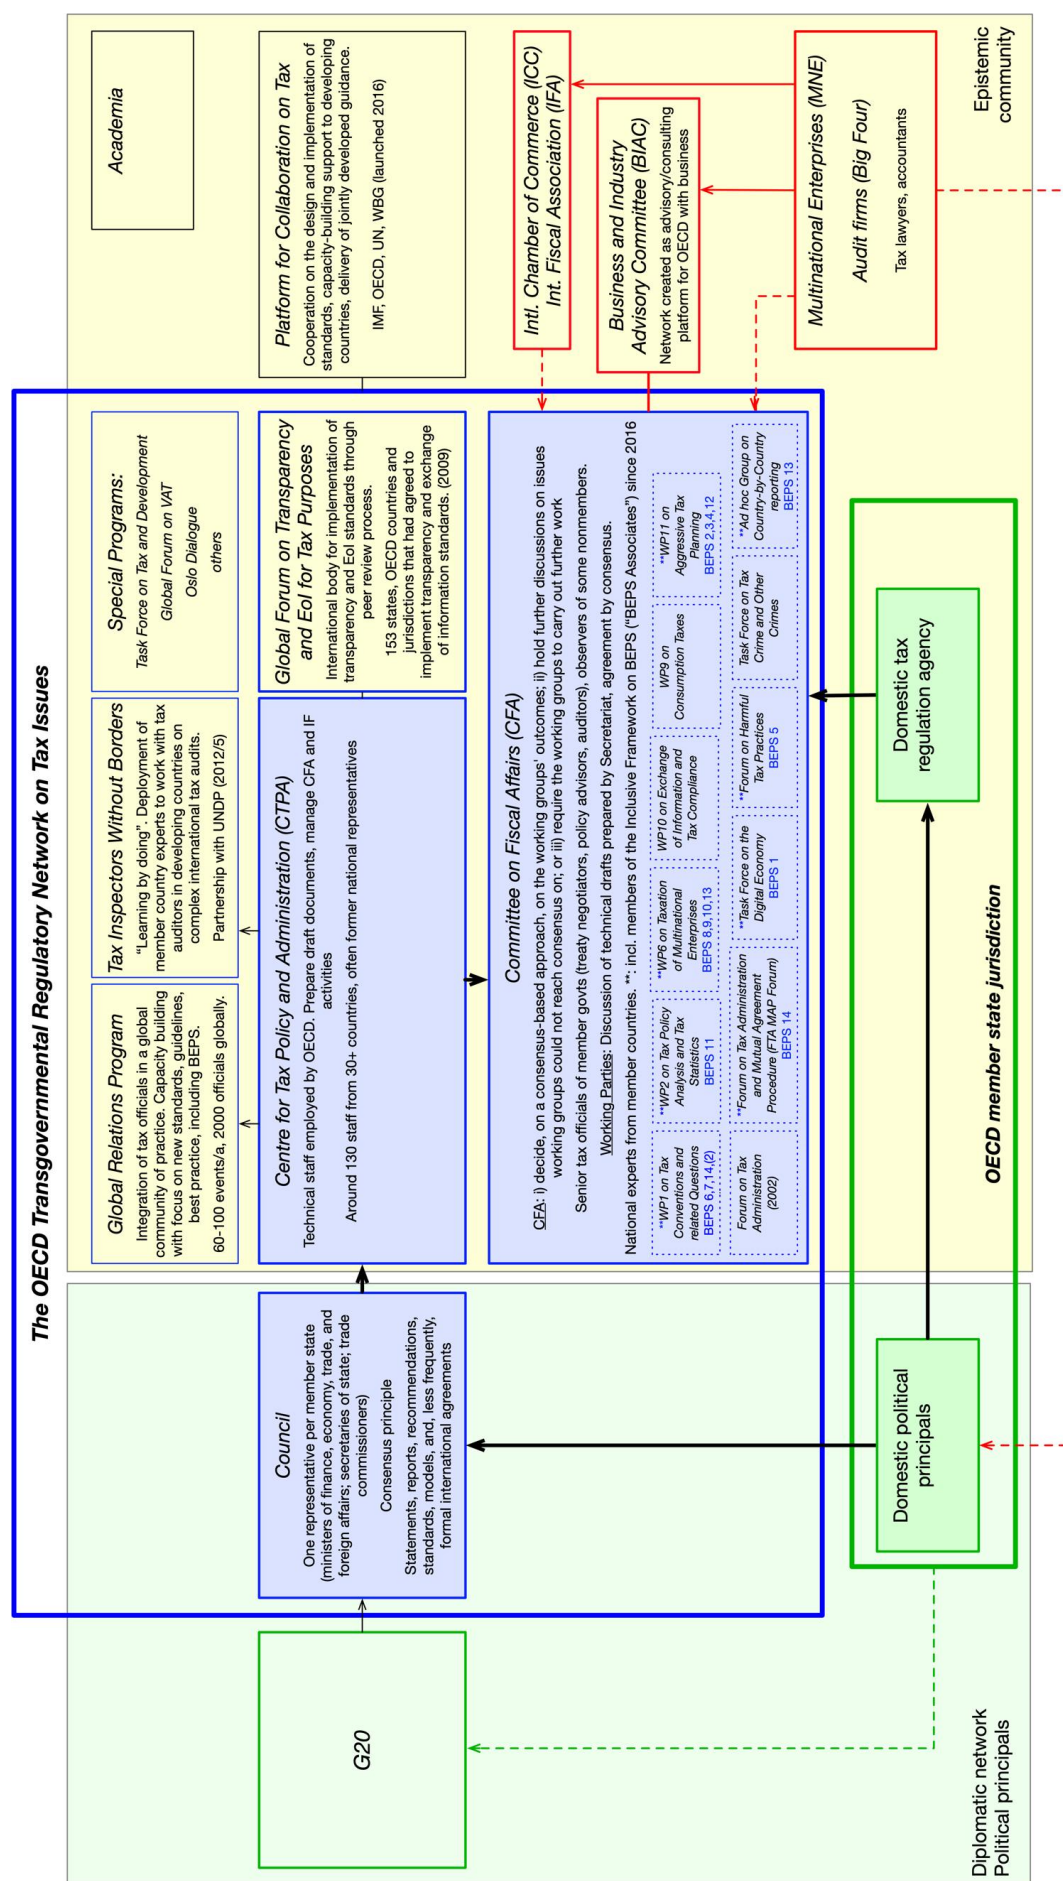 The OECD Transgovernmental Regulatory Network on Tax Issues
Global Relations Program
Integration of tax officials in a global
community of practice. Capacity building
with focus on new standards, guidelines,
best practice, including BEPS.
60-100 events/a, 2000 officials globally.
Tax Inspectors Without Borders
“Learning by doing”. Deployment of
member country experts to work with tax
auditors in developing countries on
complex international tax audits.
Partnership with UNDP (2012/5)
Special Programs:
Task Force on Tax and Development
Global Forum on VAT
Oslo Dialogue
others
Academia
G20
Council
One representative per member state
(ministers of finance, economy, trade, and
foreign affairs; secretaries of state; trade
commissioners)
Consensus principle
Statements, reports, recommendations,
standards, models, and, less frequently,
formal international agreements
Centre for Tax Policy and Administration (CTPA)
Technical staff employed by OECD. Prepare draft documents, manage CFA and IF
activities
Around 130 staff from 30+ countries, often former national representatives
Global Forum on Transparency
and EoI for Tax Purposes
International body for implementation of
transparency and EoI standards through
peer review process.
153 states, OECD countries and
jurisdictions that had agreed to
implement transparency and exchange
of information standards. (2009)
Platform for Collaboration on Tax
Cooperation on the design and implementation of
standards, capacity-building support to developing
countries, delivery of jointly developed guidance.
IMF, OECD, UN, WBG (launched 2016)
Committee on Fiscal Affairs (CFA)
CFA: i) decide, on a consensus-based approach, on the working groups’ outcomes; ii) hold further discussions on issues
working groups could not reach consensus on; or iii) require the working groups to carry out further work
Senior tax officials of member govts (treaty negotiators, policy advisors, auditors), observers of some nonmembers.
Working Parties: Discussion of technical drafts prepared by Secretariat, agreement by consensus.
National experts from member countries. **: incl. members of the Inclusive Framework on BEPS (“BEPS Associates”) since 2016
**WP1 on Tax
Conventions and
related Questions
BEPS 6,7,14,(2)
**WP2 on Tax Policy
Analysis and Tax
Statistics
BEPS 11
**WP6 on Taxation
of Multinational
Enterprises
BEPS 8,9,10,13
WP10 on Exchange
of Information and
Tax Compliance
WP9 on
Consumption Taxes
**WP11 on
Aggressive Tax
Planning
BEPS 2,3,4,12
Forum on Tax
Administration
(2002)
**Forum on Tax Administration
and Mutual Agreement
Procedure (FTA MAP Forum)
BEPS 14
**Task Force on the
Digital Economy
BEPS 1
**Forum on Harmful
Tax Practices
BEPS 5
Task Force on Tax
Crime and Other
Crimes
**Ad hoc Group on
Country-by-Country
reporting
BEPS 13
Intl. Chamber of Commerce (ICC)
Int. Fiscal Association (IFA)
Business and Industry
Advisory Committee (BIAC)
Network created as advisory/consulting
platform for OECD with business
Multinational Enterprises (MNE)
Audit firms (Big Four)
Tax lawyers, accountants
Domestic political
principals
Domestic tax
regulation agency
OECD member state jurisdiction
Diplomatic network
Political principals
Epistemic
community